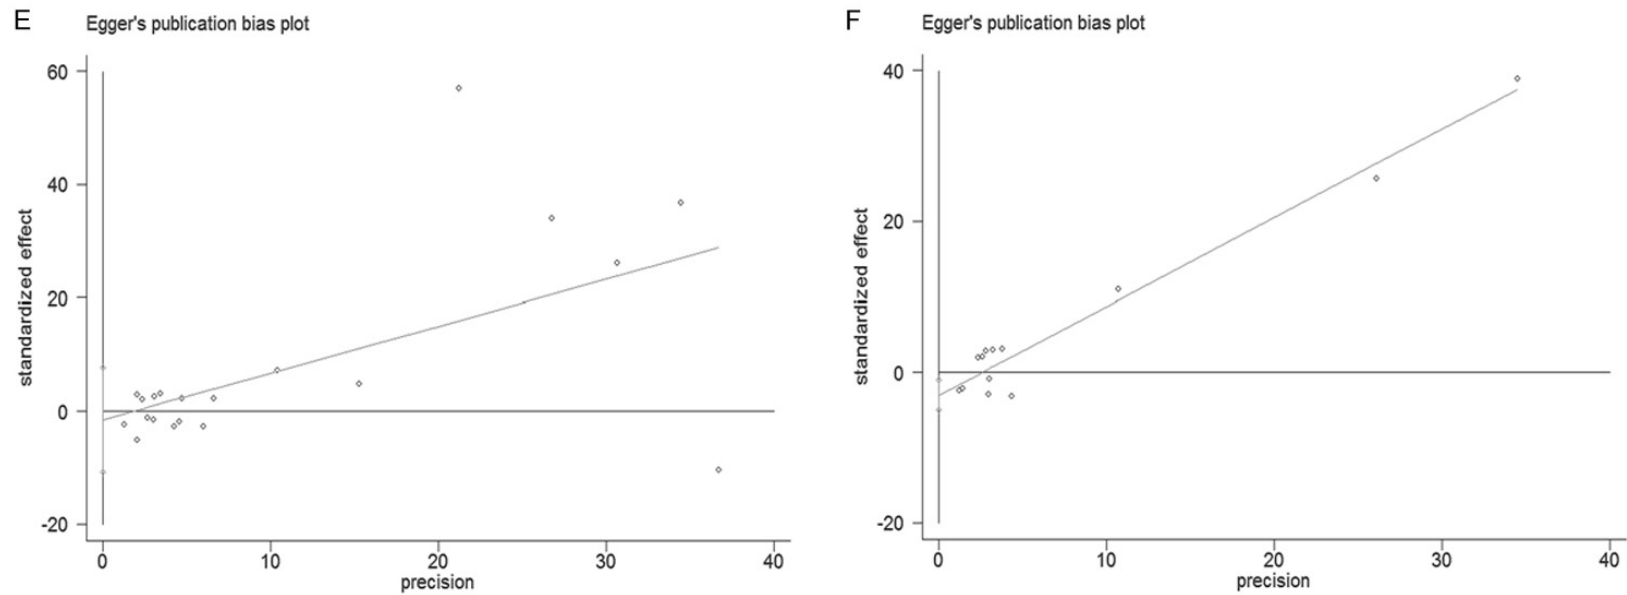 E
Egger's publication bias plot
60
40
20
0
-20
standardized effect
0
10
20
30
40
precision
F
Egger's publication bias plot
40
20
0
-20
standardized effect
0
10
20
30
40
precision